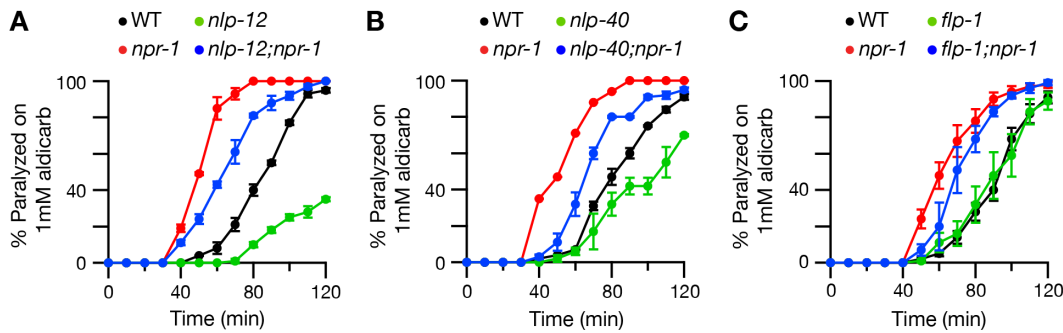 A
WT nlp-12
npr-1 nlp-12;npr-1
% Paralyzed on
1mM aldicarb
100
40
0
0 40 80 120
Time (min)
B
WT nlp-40
npr-1 nlp-40;npr-1
% Paralyzed on
1mM aldicarb
100
40
0
0 40 80 120
Time (min)
C
WT flp-1
npr-1 flp-1;npr-1
% Paralyzed on
1mM aldicarb
100
40
0
0 40 80 120
Time (min)